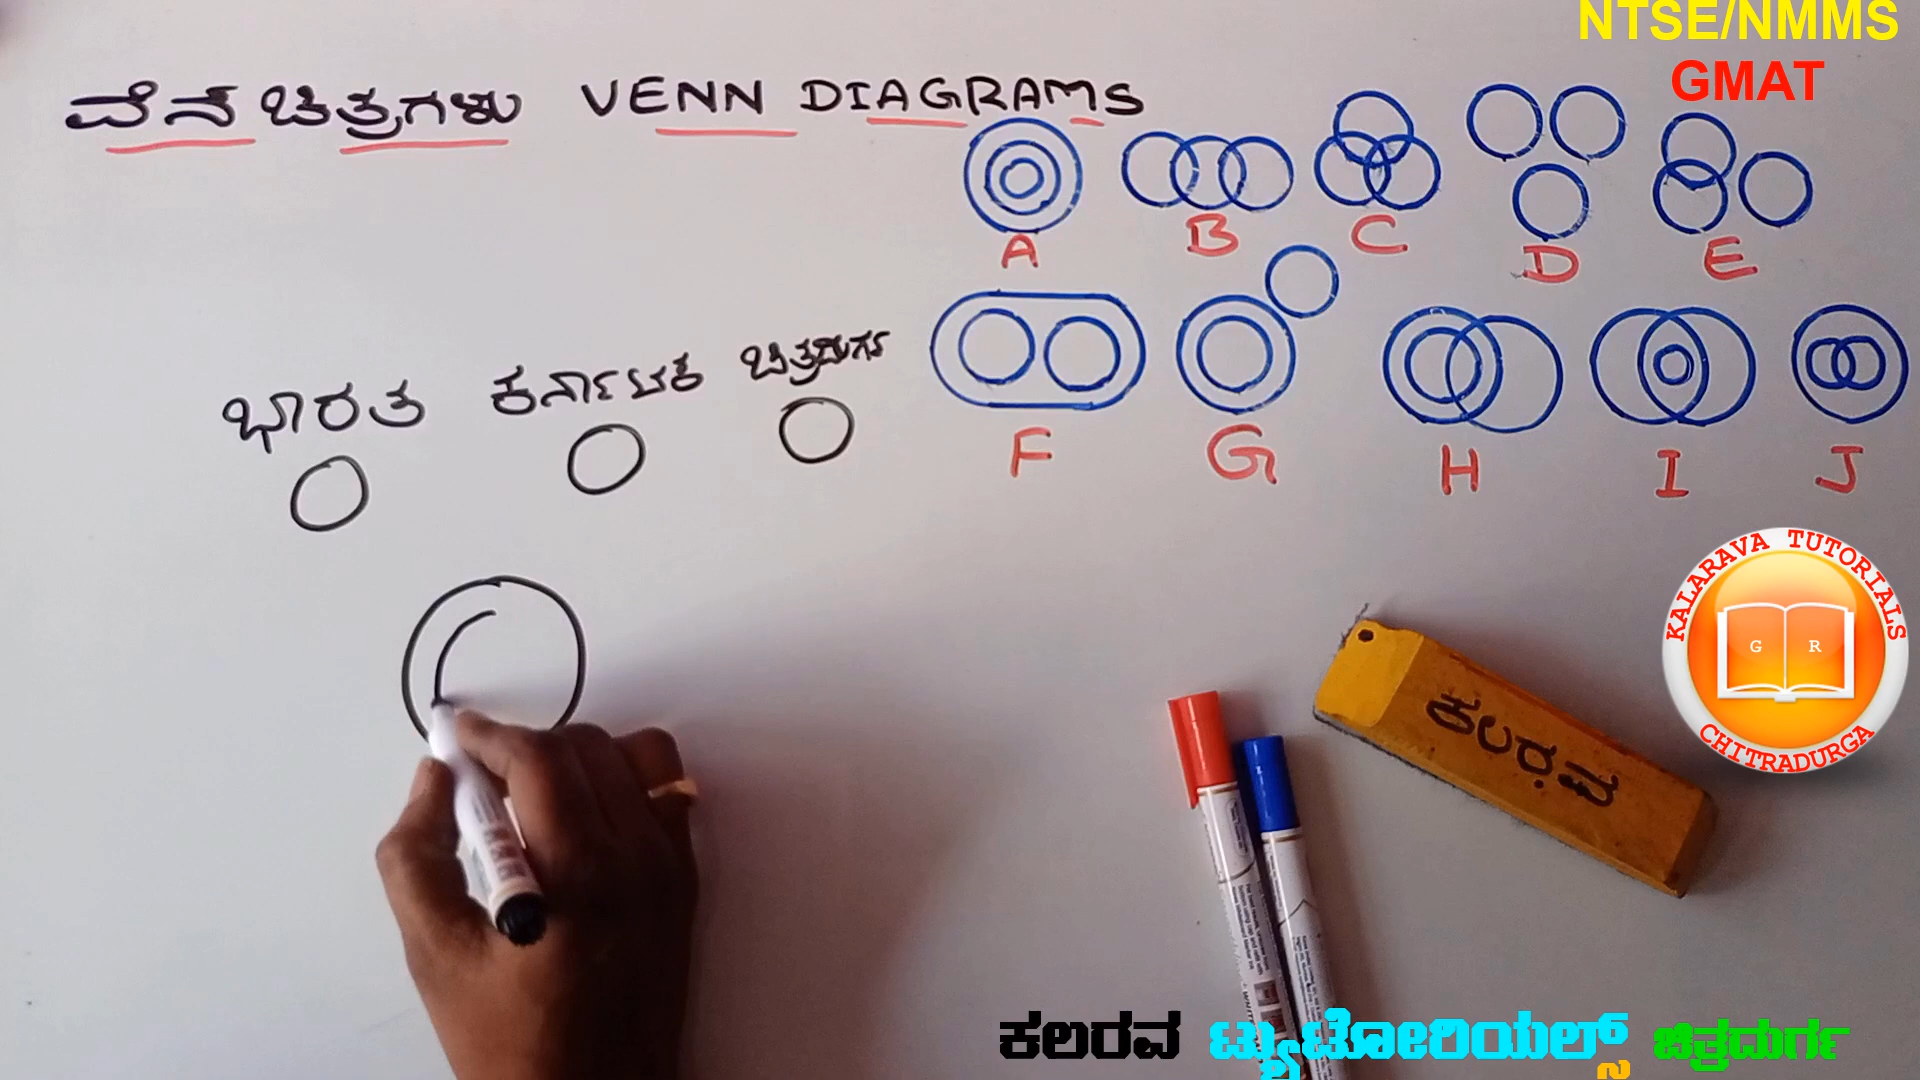 NTSE/NMMS
GMAT
ವೆನ್ ಚಿತ್ರಗಳು VENN DIAGRAMS
A B C D E
ಭಾರತ ಕರ್ನಾಟಕ ಚಿತ್ರದುರ್ಗ
F G H I J
KALARAVA TUTORIALS
G R
CHITRADURGA
ಕಲರವ
ಕಲರವ ಟ್ಯುಟೋರಿಯಲ್ಸ್ ಚಿತ್ರದುರ್ಗ